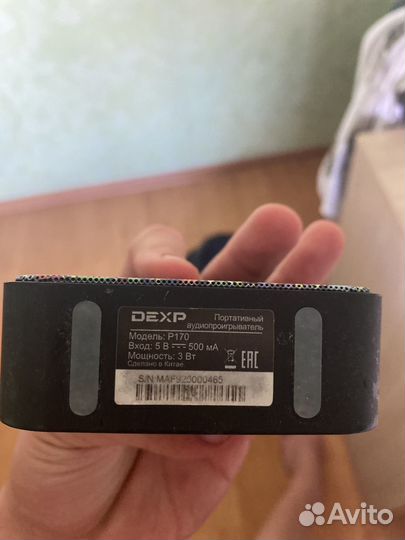 DEXP
Портативный
аудиопроигрыватель
Модель: P170
Вход: 5 В ⎓ 500 мА
Мощность: 3 Вт
Сделано в Китае
EAC
S/N MAF920000465
Avito